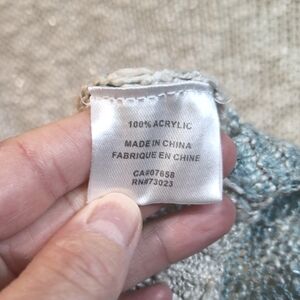 100% ACRYLIC
MADE IN CHINA
FABRIQUE EN CHINE
CA#07658
RN#73023